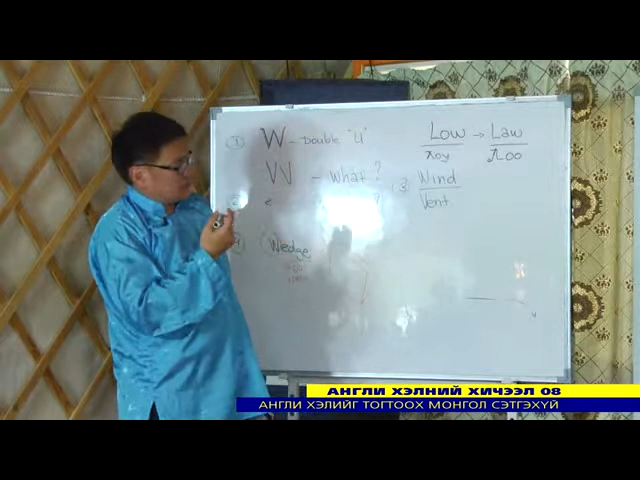 1 W - Double "U" Low → Law
Лоу Лоо
VV - What? 3 Wind
Vent
Wedge
АНГЛИ ХЭЛНИЙ ХИЧЭЭЛ 08
АНГЛИ ХЭЛИЙГ ТОГТООХ МОНГОЛ СЭТГЭХҮЙ